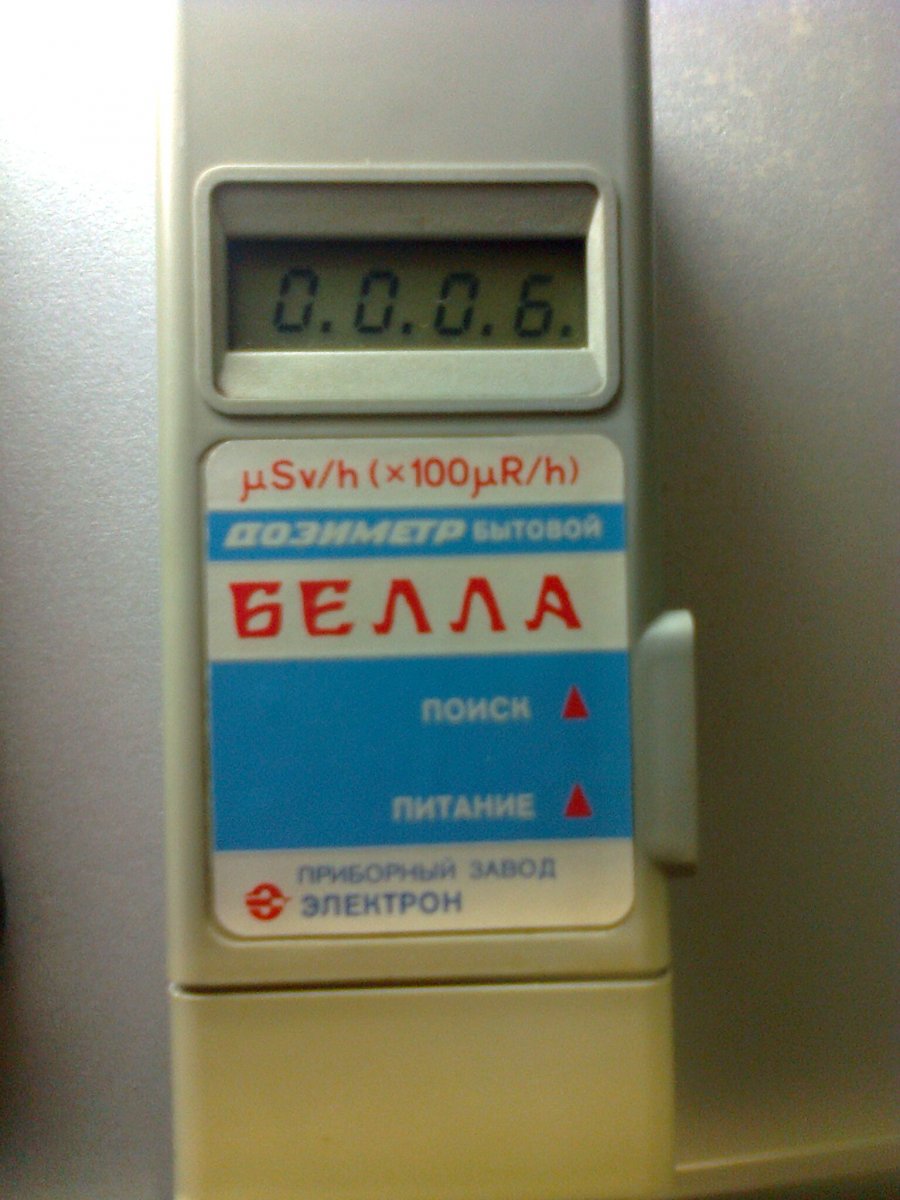 0.0.0.6.
µSv/h (×100µR/h)
ДОЗИМЕТР БЫТОВОЙ
БЕЛЛА
ПОИСК
ПИТАНИЕ
ПРИБОРНЫЙ ЗАВОД
ЭЛЕКТРОН